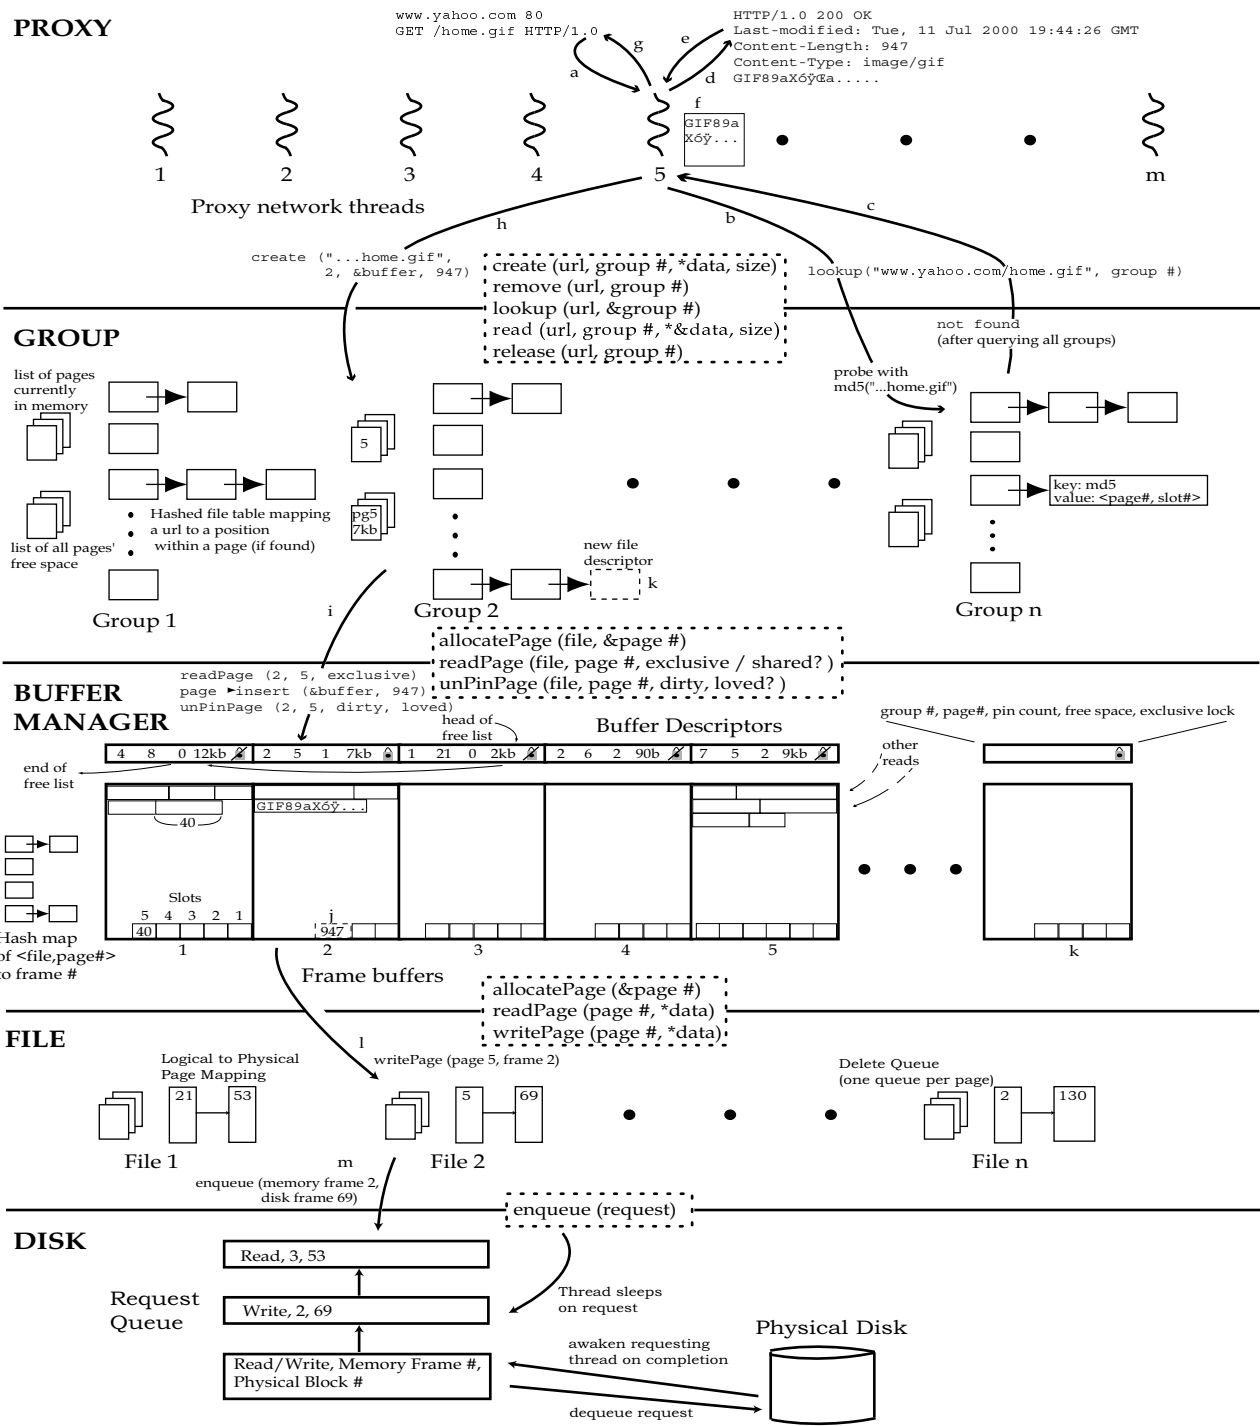 PROXY
www.yahoo.com 80
GET /home.gif HTTP/1.0
HTTP/1.0 200 OK
Last-modified: Tue, 11 Jul 2000 19:44:26 GMT
Content-Length: 947
Content-Type: image/gif
GIF89aXóÿŒa.....
g
e
a
d
f
GIF89a
Xóÿ...
1
2
3
4
5
m
Proxy network threads
h
b
c
create ("...home.gif",
2, &buffer, 947)
create (url, group #, *data, size)
remove (url, group #)
lookup (url, &group #)
read (url, group #, *&data, size)
release (url, group #)
lookup("www.yahoo.com/home.gif", group #)
GROUP
not found
(after querying all groups)
probe with
md5("...home.gif")
list of pages
currently
in memory
5
pg5
7kb
key: md5
value: <page#, slot#>
Hashed file table mapping
a url to a position
within a page (if found)
list of all pages'
free space
new file
descriptor
k
i
Group 1
Group 2
Group n
allocatePage (file, &page #)
readPage (file, page #, exclusive / shared? )
unPinPage (file, page #, dirty, loved? )
BUFFER
MANAGER
readPage (2, 5, exclusive)
page ►insert (&buffer, 947)
unPinPage (2, 5, dirty, loved)
head of
free list
Buffer Descriptors
group #, page#, pin count, free space, exclusive lock
4 8 0 12kb
2 5 1 7kb
1 21 0 2kb
2 6 2 90b
7 5 2 9kb
end of
free list
other
reads
GIF89aXóÿ...
40
Slots
5 4 3 2 1
40
j
947
1
2
3
4
5
k
Hash map
of <file,page#>
to frame #
Frame buffers
allocatePage (&page #)
readPage (page #, *data)
writePage (page #, *data)
FILE
l
writePage (page 5, frame 2)
Logical to Physical
Page Mapping
Delete Queue
(one queue per page)
21
53
5
69
2
130
File 1
File 2
File n
m
enqueue (memory frame 2,
disk frame 69)
enqueue (request)
DISK
Read, 3, 53
Request
Queue
Write, 2, 69
Thread sleeps
on request
Physical Disk
Read/Write, Memory Frame #,
Physical Block #
awaken requesting
thread on completion
dequeue request